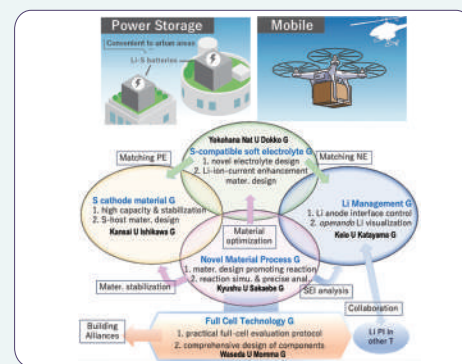 Power Storage
Mobile
Convenient to urban areas
Li-S batteries
Yokohana Nat U Dokko G
S-compatible soft electrolyte G
1. novel electrolyte design
2. Li-ion-current enhancement
mater. design
Matching PE
Matching NE
S cathode material G
1. high capacity & stabilization
2. S-host mater. design
Kansai U Ishikawa G
Li Management G
1. Li anode interface control
2. operando Li visualization
Keio U Katayama G
Material
optimization
Novel Material Process G
1. mater. design promoting reaction
2. reaction simu. & precise anal.
Kyushu U Sakaebe G
Mater. stabilization
SEI analysis
Collaboration
Full Cell Technology G
1. practical full-cell evaluation protocol
2. comprehensive design of components
Waseda U Momma G
Building
Alliances
Li PJ in
other T